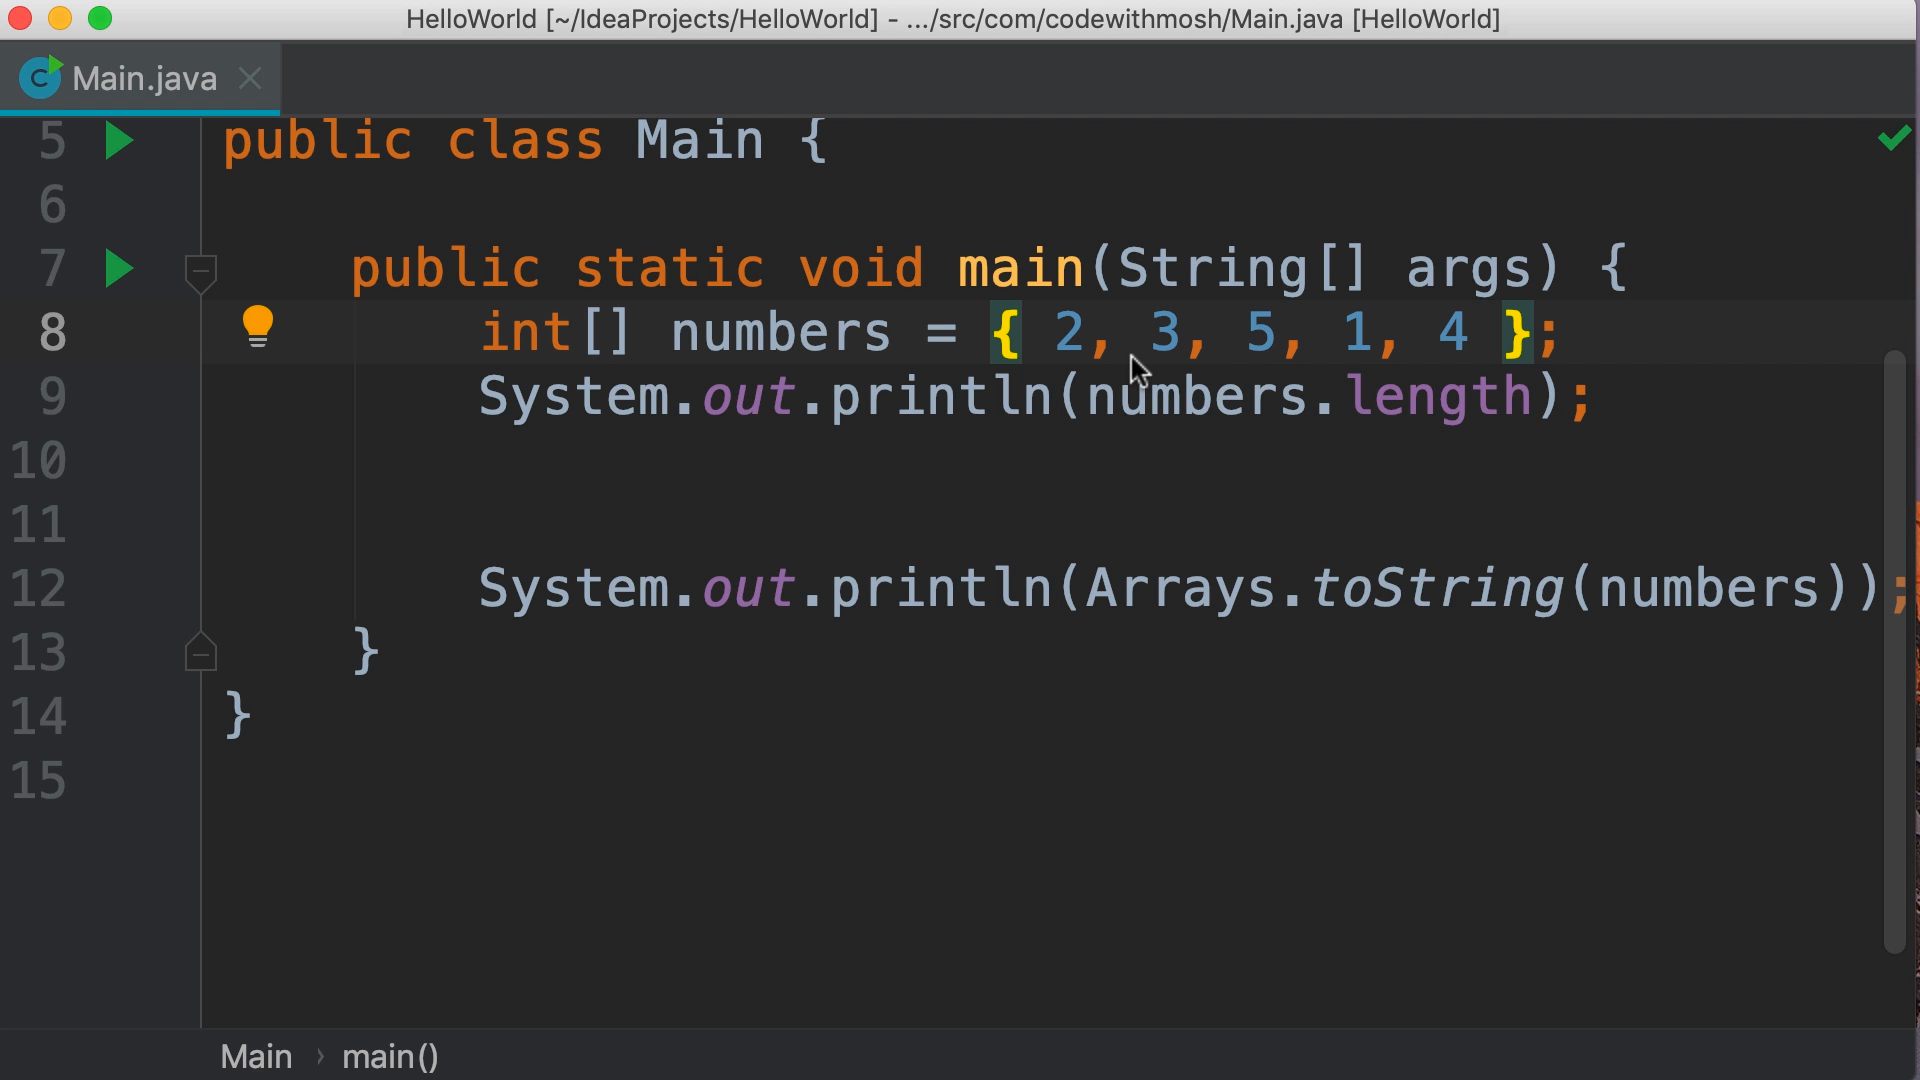 HelloWorld [~/IdeaProjects/HelloWorld] - .../src/com/codewithmosh/Main.java [HelloWorld]
C Main.java
5 public class Main {
6
7 public static void main(String[] args) {
8 int[] numbers = { 2, 3, 5, 1, 4 };
9 System.out.println(numbers.length);
10
11
12 System.out.println(Arrays.toString(numbers));
13 }
14 }
15
Main › main()